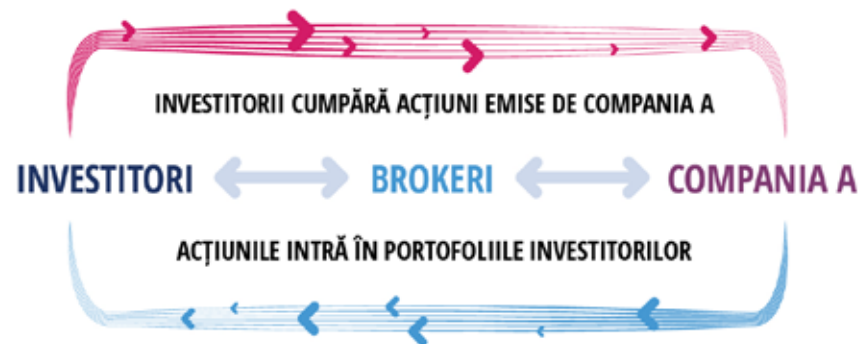 INVESTITORII CUMPĂRĂ ACȚIUNI EMISE DE COMPANIA A
INVESTITORI BROKERI COMPANIA A
ACȚIUNILE INTRĂ ÎN PORTOFOLIILE INVESTITORILOR